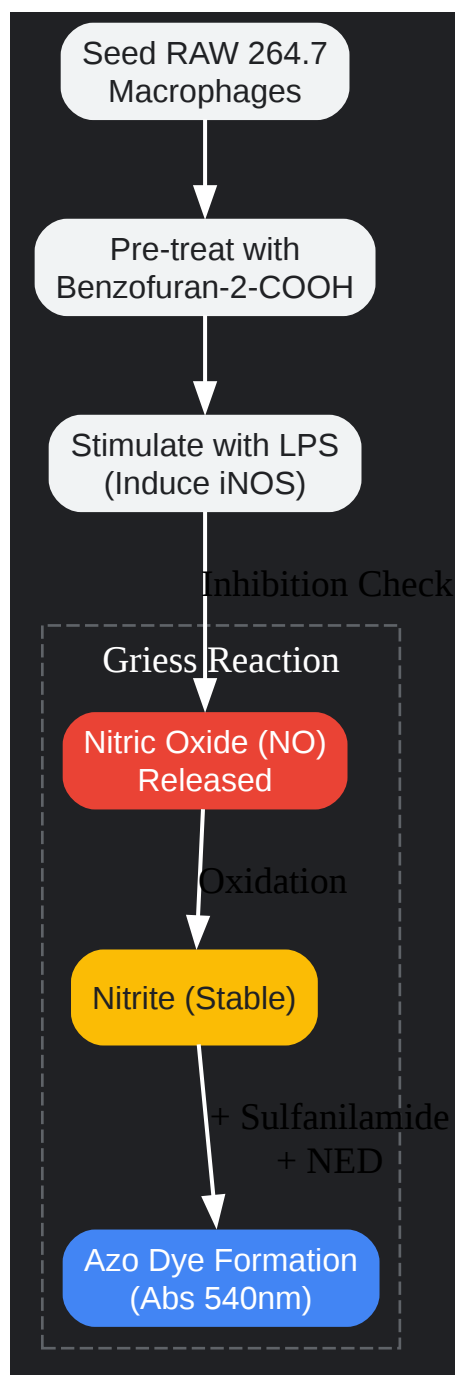 Seed RAW 264.7
Macrophages
Pre-treat with
Benzofuran-2-COOH
Stimulate with LPS
(Induce iNOS)
Inhibition Check
Griess Reaction
Nitric Oxide (NO)
Released
Oxidation
Nitrite (Stable)
+ Sulfanilamide
+ NED
Azo Dye Formation
(Abs 540nm)